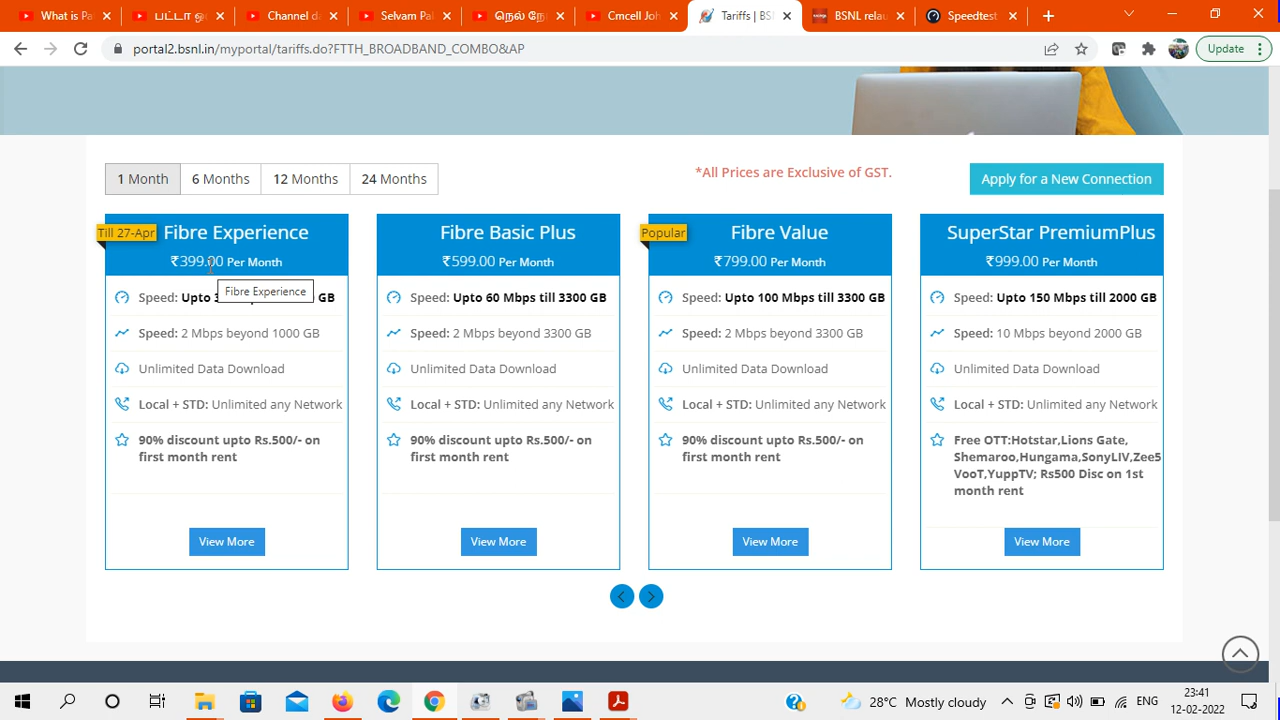 What is Pa
பட்டா ஒ
Channel da
Selvam Pal
நெல் நே
Cmcell Joh
Tariffs | BSN
BSNL relau
Speedtest
portal2.bsnl.in/myportal/tariffs.do?FTTH_BROADBAND_COMBO&AP
Update
1 Month
6 Months
12 Months
24 Months
*All Prices are Exclusive of GST.
Apply for a New Connection
Till 27-Apr
Fibre Experience
₹399.00 Per Month
Fibre Experience
Speed: Upto 3 GB
Speed: 2 Mbps beyond 1000 GB
Unlimited Data Download
Local + STD: Unlimited any Network
90% discount upto Rs.500/- on
first month rent
View More
Fibre Basic Plus
₹599.00 Per Month
Speed: Upto 60 Mbps till 3300 GB
Speed: 2 Mbps beyond 3300 GB
Unlimited Data Download
Local + STD: Unlimited any Network
90% discount upto Rs.500/- on
first month rent
View More
Popular
Fibre Value
₹799.00 Per Month
Speed: Upto 100 Mbps till 3300 GB
Speed: 2 Mbps beyond 3300 GB
Unlimited Data Download
Local + STD: Unlimited any Network
90% discount upto Rs.500/- on
first month rent
View More
SuperStar PremiumPlus
₹999.00 Per Month
Speed: Upto 150 Mbps till 2000 GB
Speed: 10 Mbps beyond 2000 GB
Unlimited Data Download
Local + STD: Unlimited any Network
Free OTT:Hotstar,Lions Gate,
Shemaroo,Hungama,SonyLIV,Zee5
VooT,YuppTV; Rs500 Disc on 1st
month rent
View More
28°C Mostly cloudy
ENG
23:41
12-02-2022